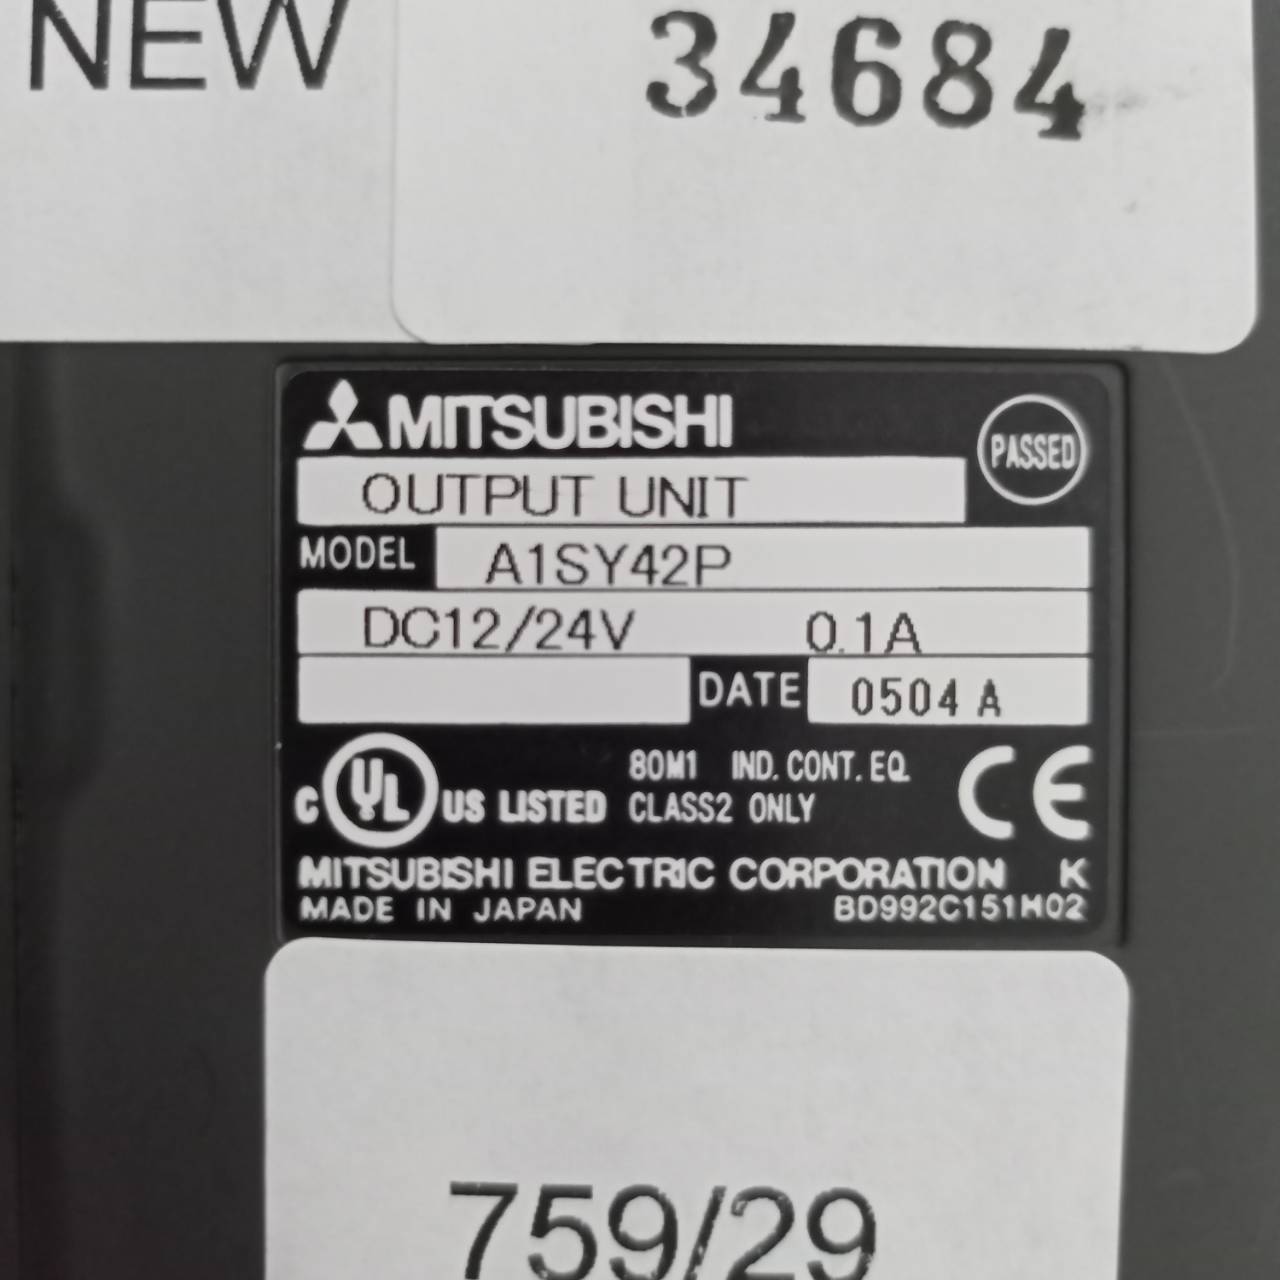 NEW
34684
MITSUBISHI
PASSED
OUTPUT UNIT
MODEL A1SY42P
DC12/24V 0.1A
DATE 0504 A
C UL US LISTED 80M1 IND. CONT. EQ.
CLASS2 ONLY
CE
MITSUBISHI ELECTRIC CORPORATION K
MADE IN JAPAN BD992C151H02
759/29